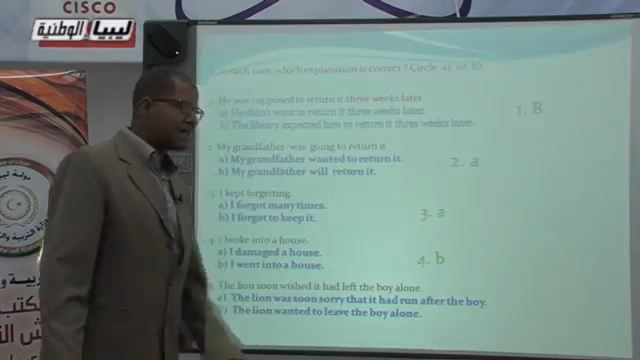 CISCO
ليبيا الوطنية
In each case, which explanation is correct? Circle a) or b).
He was supposed to return it three weeks later.
a) He didn't want to return it three weeks later.
b) The library expected him to return it three weeks later.
1. B
2 My grandfather was going to return it
a) My grandfather wanted to return it.
b) My grandfather will return it.
2. a
3 I kept forgetting.
a) I forgot many times.
b) I forgot to keep it.
3. a
4 I broke into a house.
a) I damaged a house.
b) I went into a house.
4. b
The lion soon wished it had left the boy alone.
a) The lion was soon sorry that it had run after the boy.
The lion wanted to leave the boy alone.